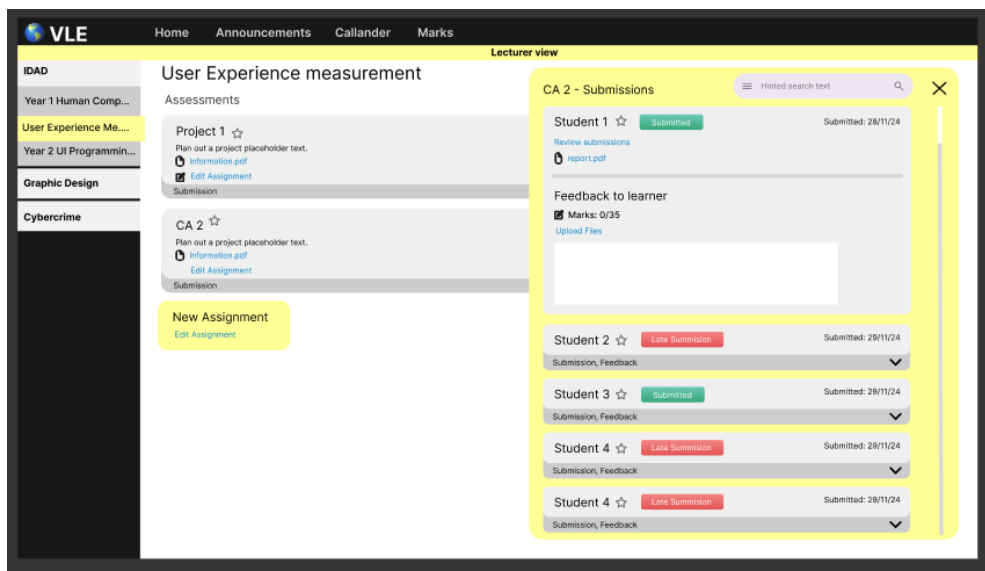 VLE
Home Announcements Callander Marks
Lecturer view
IDAD
Year 1 Human Comp...
User Experience Me....
Year 2 UI Programmin...
Graphic Design
Cybercrime
User Experience measurement
Assessments
Project 1
Plan out a project placeholder text.
Information.pdf
Edit Assignment
Submission
CA 2
Plan out a project placeholder text.
Information.pdf
Edit Assignment
Submission
New Assignment
Edit Assignment
CA 2 - Submissions
Hinted search text
Student 1 Submitted Submitted: 28/11/24
Review submissions
report.pdf
Feedback to learner
Marks: 0/35
Upload Files
Student 2 Late Summision Submitted: 29/11/24
Submission, Feedback
Student 3 Submitted Submitted: 29/11/24
Submission, Feedback
Student 4 Late Summision Submitted: 29/11/24
Submission, Feedback
Student 4 Late Summision Submitted: 29/11/24
Submission, Feedback